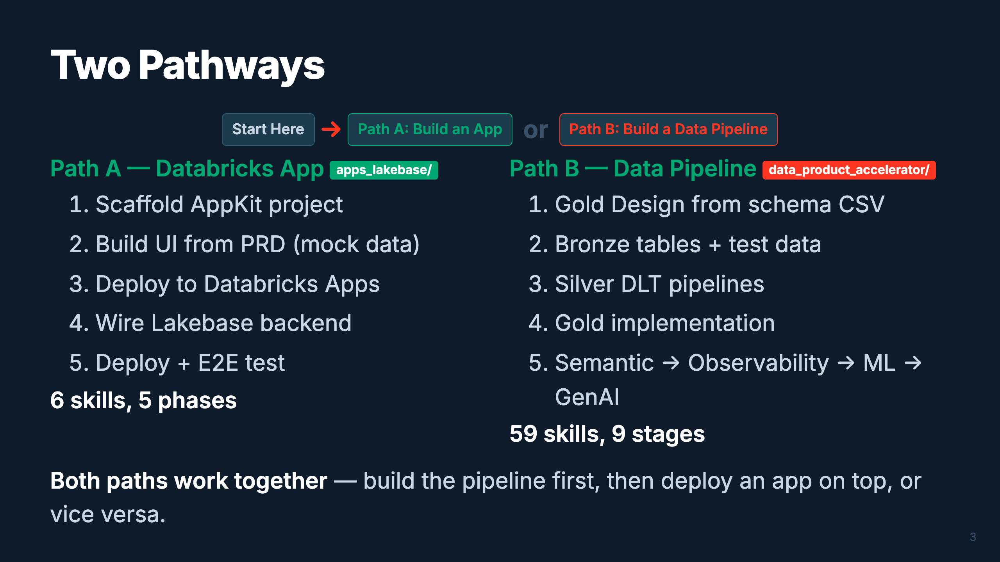 Two Pathways
Start Here → Path A: Build an App or Path B: Build a Data Pipeline
Path A — Databricks App apps_lakebase/
1. Scaffold AppKit project
2. Build UI from PRD (mock data)
3. Deploy to Databricks Apps
4. Wire Lakebase backend
5. Deploy + E2E test
6 skills, 5 phases
Path B — Data Pipeline data_product_accelerator/
1. Gold Design from schema CSV
2. Bronze tables + test data
3. Silver DLT pipelines
4. Gold implementation
5. Semantic → Observability → ML →
GenAI
59 skills, 9 stages
Both paths work together — build the pipeline first, then deploy an app on top, or
vice versa.
3